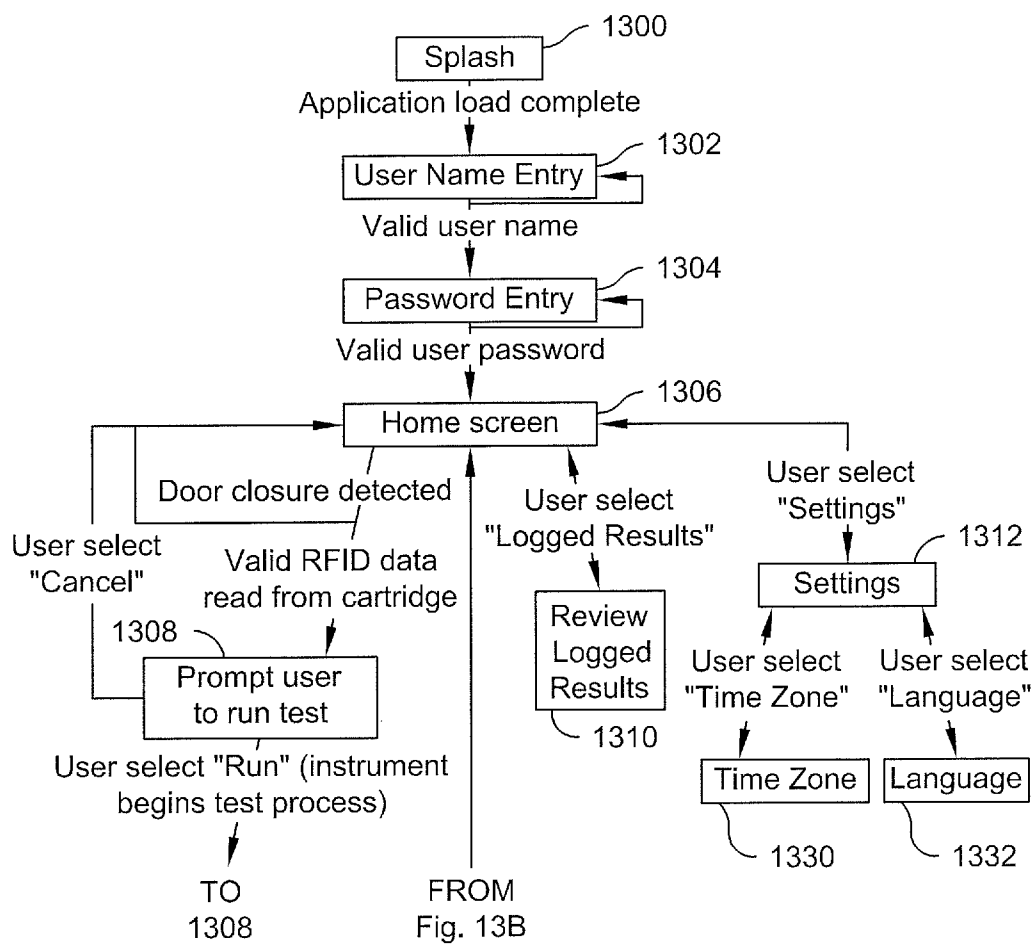 1300
Splash
Application load complete
1302
User Name Entry
Valid user name
1304
Password Entry
Valid user password
1306
Home screen
Door closure detected
User select
"Cancel"
Valid RFID data
read from cartridge
User select
"Logged Results"
User select
"Settings"
1312
Settings
1308
Prompt user
to run test
Review
Logged
Results
1310
User select
"Time Zone"
User select
"Language"
User select "Run" (instrument
begins test process)
Time Zone
Language
1330
1332
TO
1308
FROM
Fig. 13B